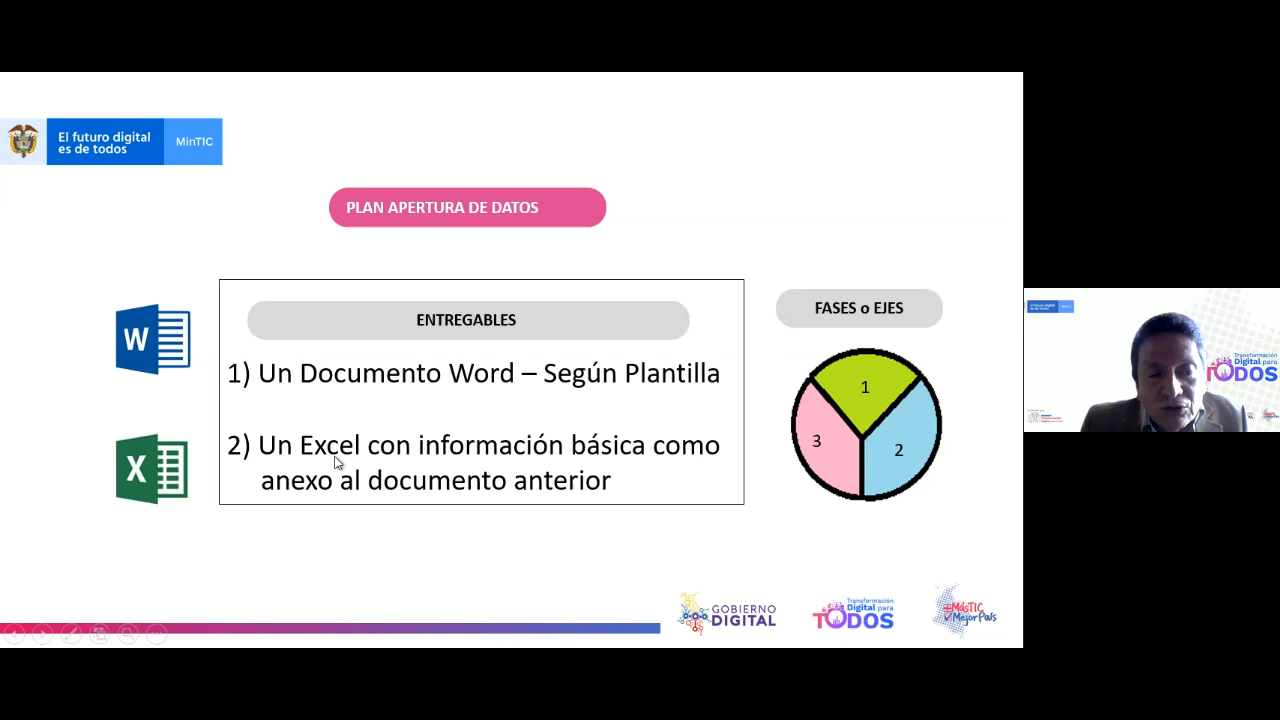 El futuro digital
es de todos
MinTIC
PLAN APERTURA DE DATOS
W
X
ENTREGABLES
1) Un Documento Word – Según Plantilla
2) Un Excel con información básica como
anexo al documento anterior
FASES o EJES
1
3
2
GOBIERNO
DIGITAL
Transformación
Digital para
TODOS
+MásTIC
MejorPaís
Transformación
Digital para
TODOS